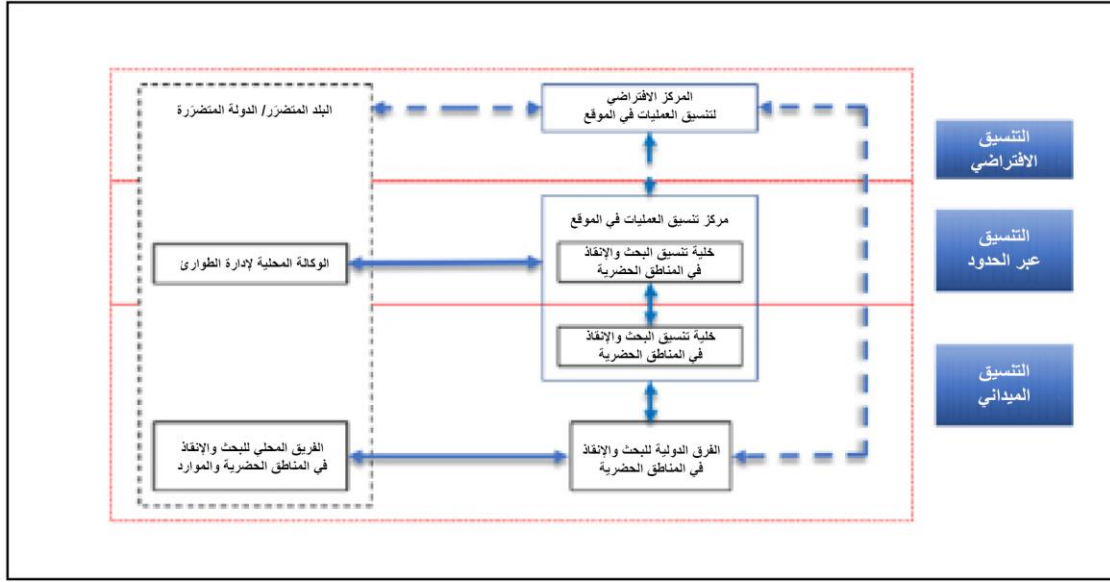 البلد المتضرّر/ الدولة المتضرّرة
المركز الافتراضي
لتنسيق العمليات في الموقع
التنسيق
الافتراضي
مركز تنسيق العمليات في الموقع
خلية تنسيق البحث والإنقاذ
في المناطق الحضرية
الوكالة المحلية لإدارة الطوارئ
التنسيق
عبر الحدود
خلية تنسيق البحث والإنقاذ
في المناطق الحضرية
التنسيق
الميداني
الفرق الدولية للبحث والإنقاذ
في المناطق الحضرية
الفريق المحلي للبحث والإنقاذ
في المناطق الحضرية والموارد